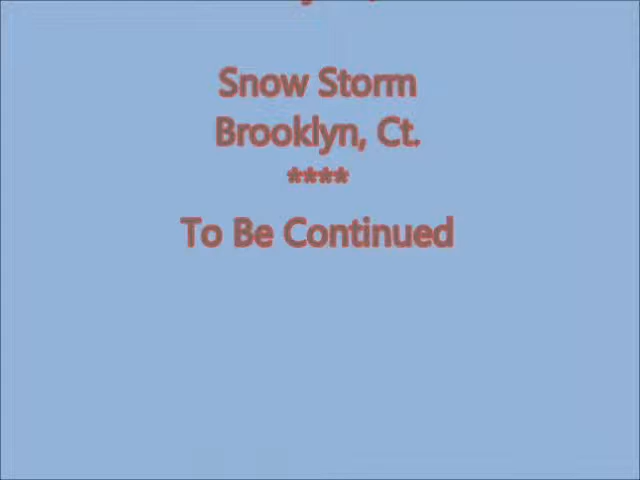 Snow Storm
Brooklyn, Ct.
****
To Be Continued